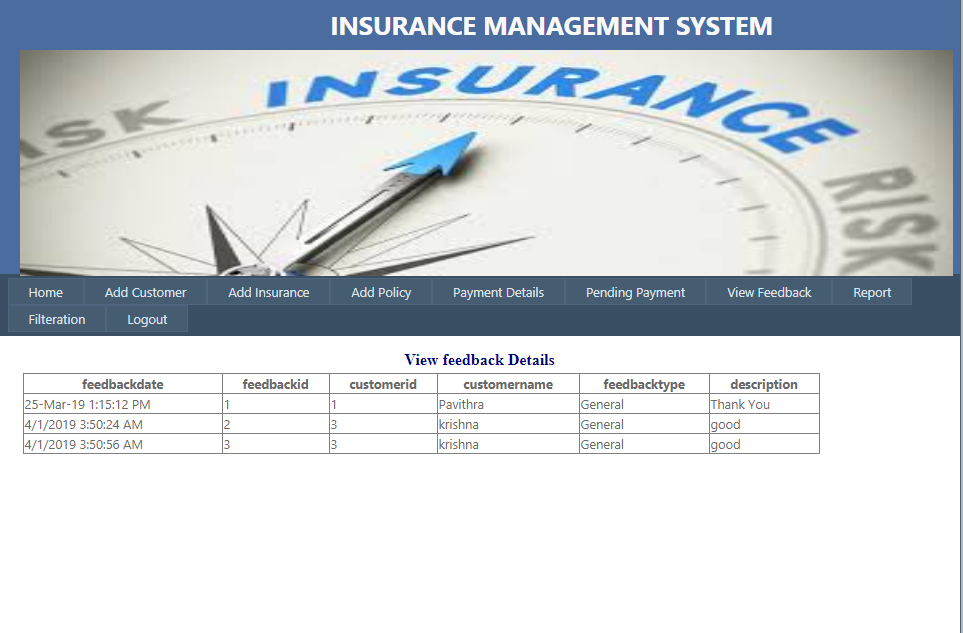 INSURANCE MANAGEMENT SYSTEM
RISK
INSURANCE
RISK
Home Add Customer Add Insurance Add Policy Payment Details Pending Payment View Feedback Report
Filteration Logout
View feedback Details
feedbackdate feedbackid customerid customername feedbacktype description
25-Mar-19 1:15:12 PM 1 1 Pavithra General Thank You
4/1/2019 3:50:24 AM 2 3 krishna General good
4/1/2019 3:50:56 AM 3 3 krishna General good